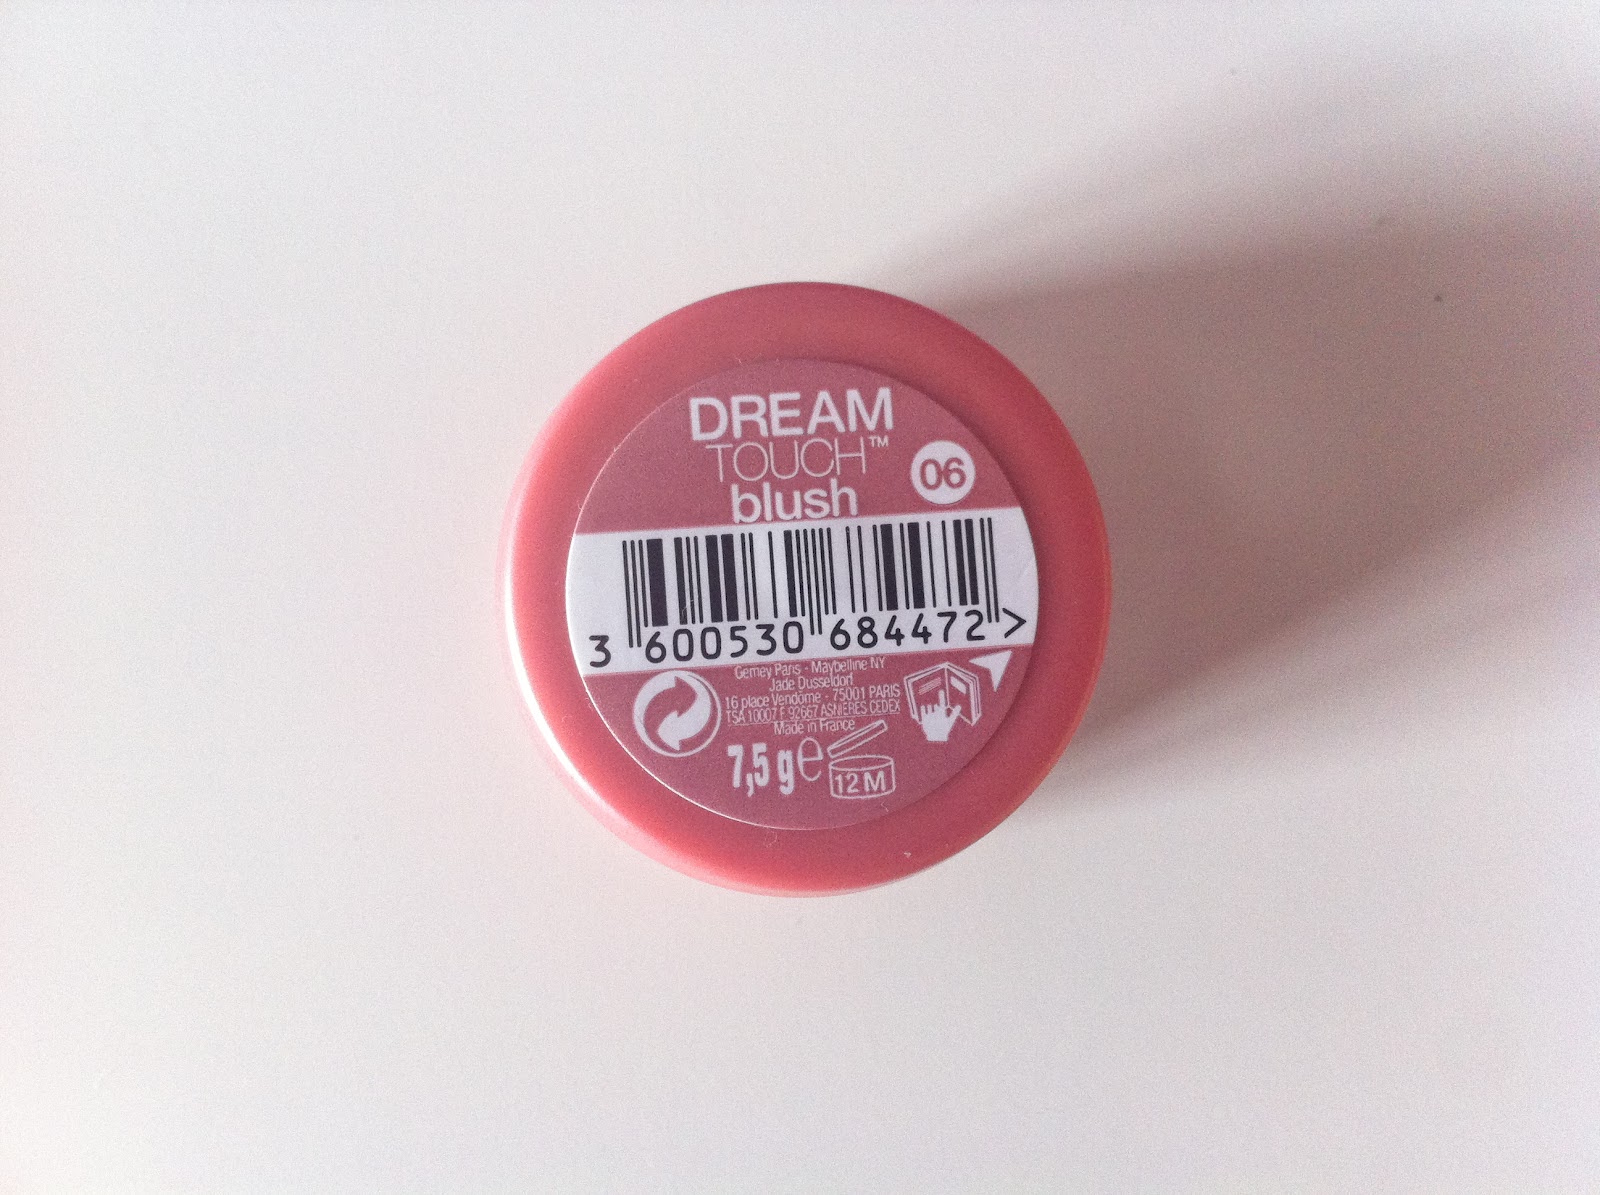 DREAM
TOUCH™
blush
06
3 600530 684472 >
Gemey Paris - Maybelline NY
Jade Dusseldorf
16 place Vendôme - 75001 PARIS
TSA 10007 F 92667 ASNIERES CEDEX
Made in France
7,5 g e
12 M